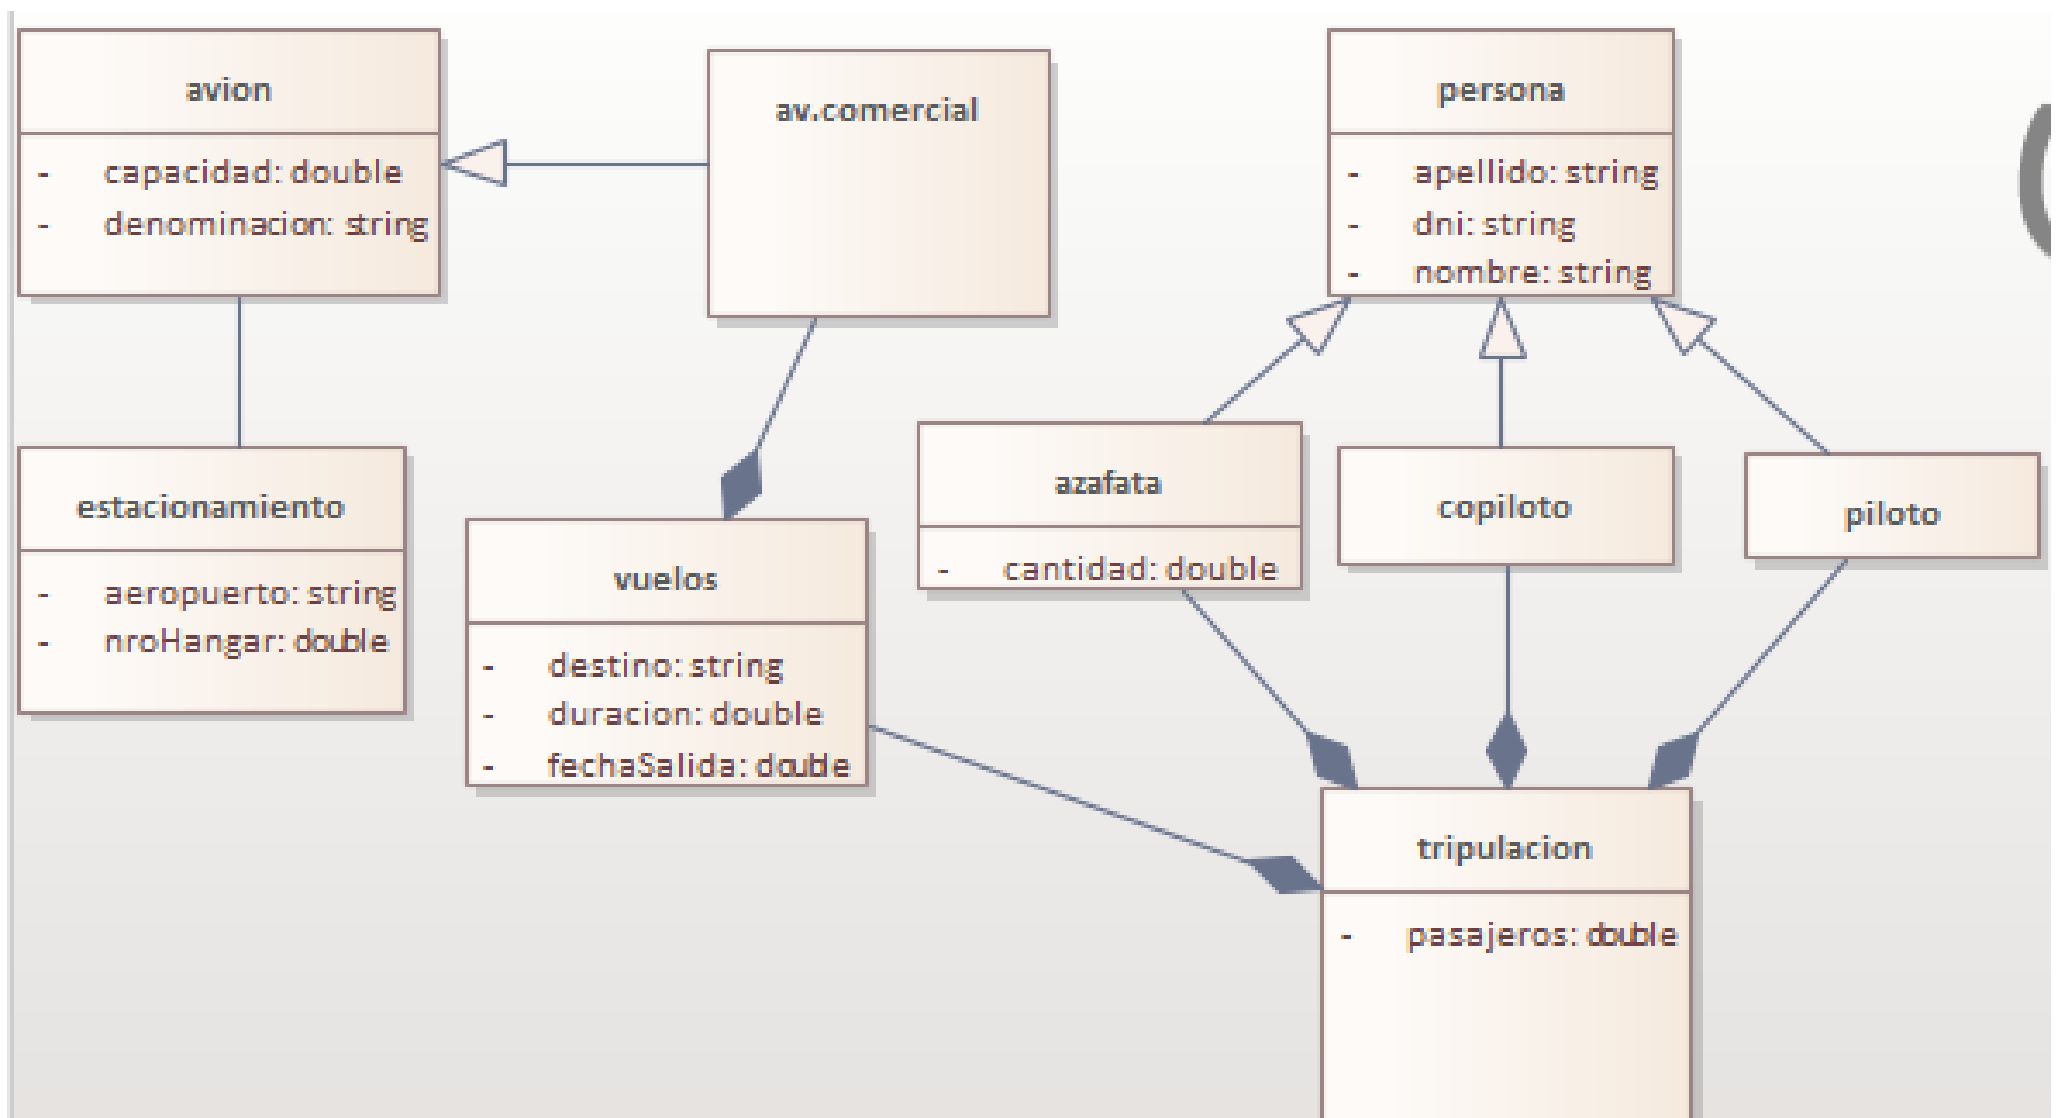 avion
- capacidad: double
- denominacion: string
av.comercial
persona
- apellido: string
- dni: string
- nombre: string
estacionamiento
- aeropuerto: string
- nroHangar: double
vuelos
- destino: string
- duracion: double
- fechaSalida: double
azafata
- cantidad: double
copiloto
piloto
tripulacion
- pasajeros: double